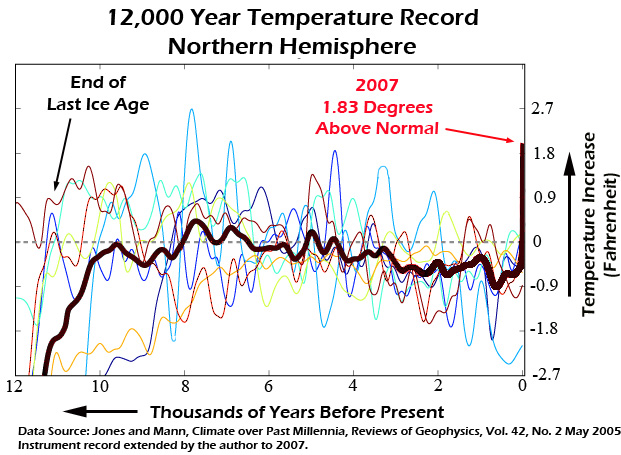 12,000 Year Temperature Record
Northern Hemisphere
End of
Last Ice Age
2007
1.83 Degrees
Above Normal
2.7
1.8
0.9
0
-0.9
-1.8
-2.7
Temperature Increase
(Fahrenheit)
12
10
8
6
4
2
0
Thousands of Years Before Present
Data Source: Jones and Mann, Climate over Past Millennia, Reviews of Geophysics, Vol. 42, No. 2 May 2005
Instrument record extended by the author to 2007.